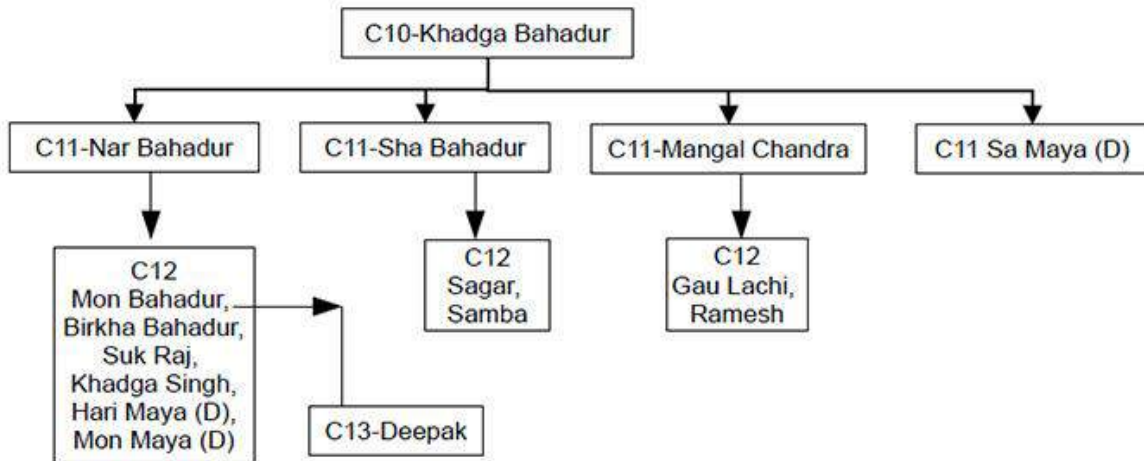 C10-Khadga Bahadur
C11-Nar Bahadur
C11-Sha Bahadur
C11-Mangal Chandra
C11 Sa Maya (D)
C12
Mon Bahadur,
Birkha Bahadur,
Suk Raj,
Khadga Singh,
Hari Maya (D),
Mon Maya (D)
C12
Sagar,
Samba
C12
Gau Lachi,
Ramesh
C13-Deepak